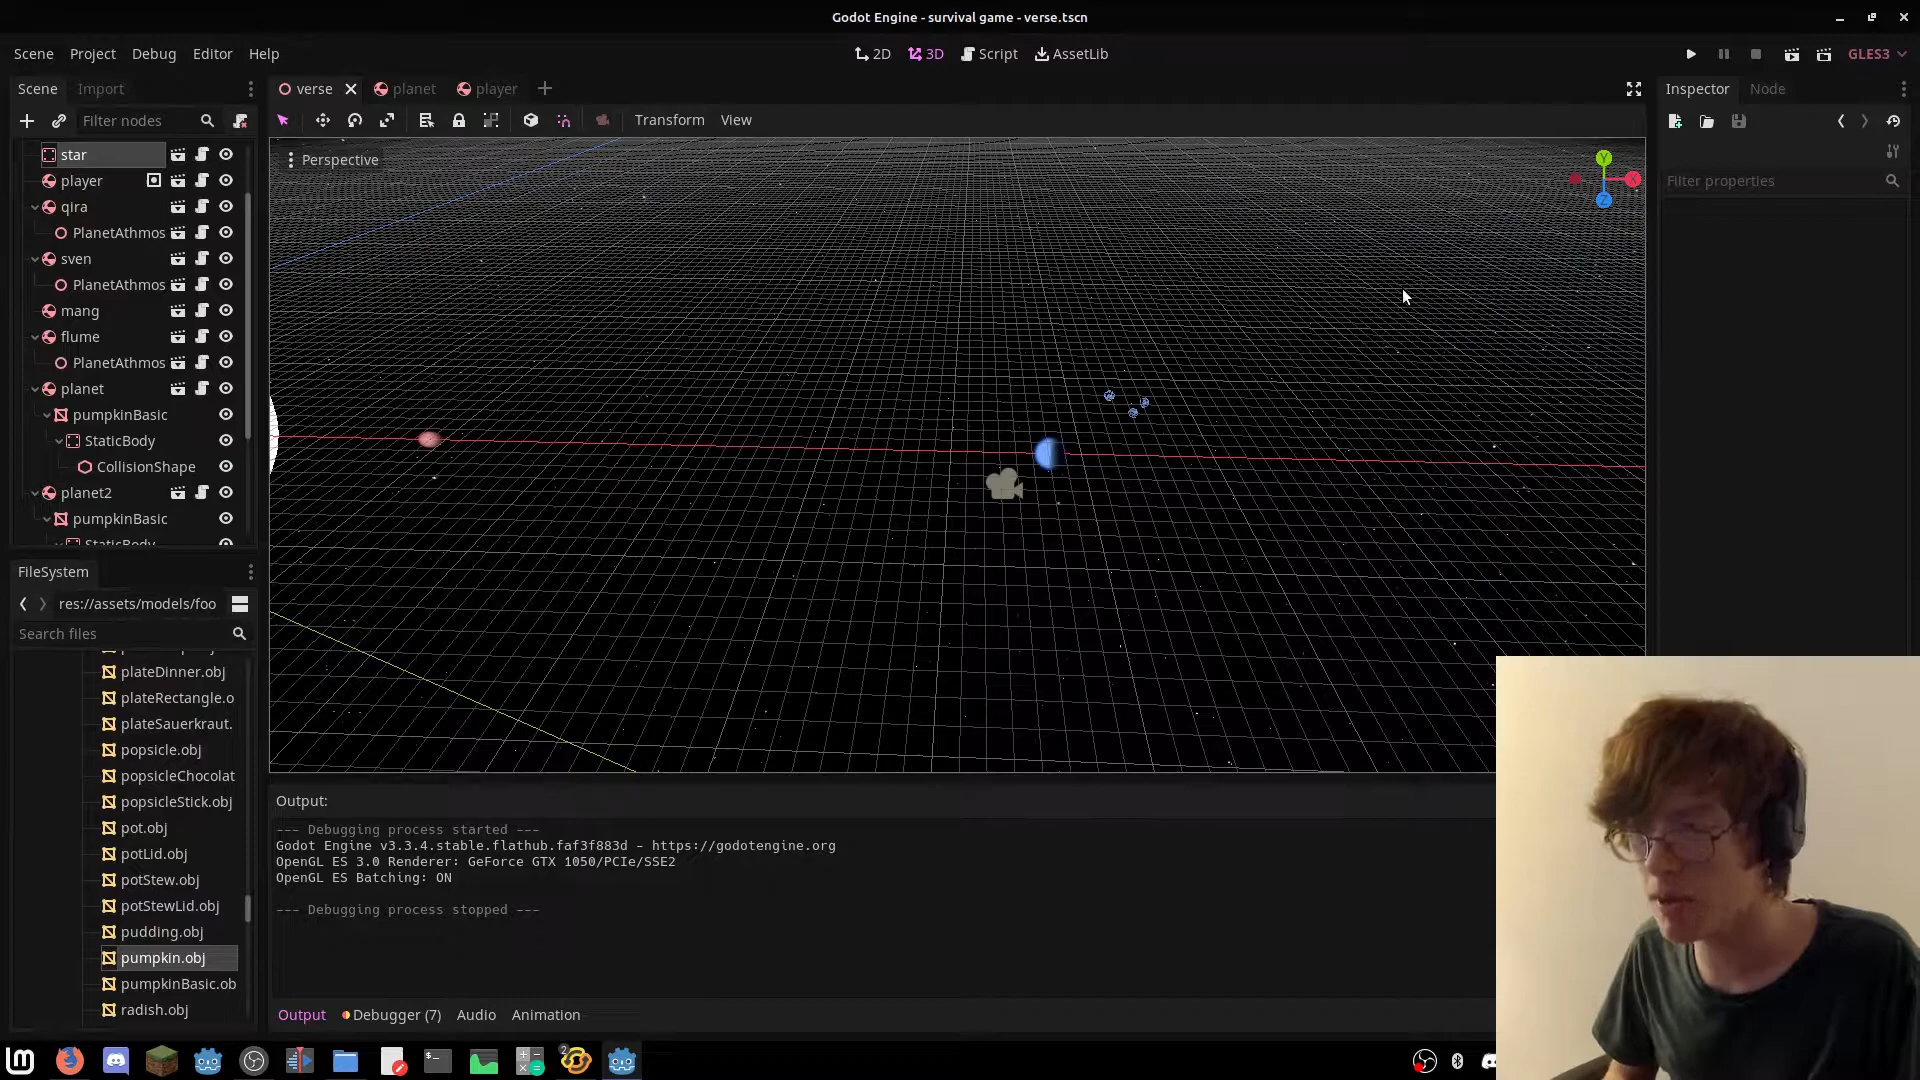 Godot Engine - survival game - verse.tscn
Scene Project Debug Editor Help
2D 3D Script AssetLib
GLES3
Scene Import
verse planet player
Inspector Node
Filter nodes
Transform View
Perspective
Y
X
Z
Filter properties
star
player
qira
PlanetAthmos
sven
PlanetAthmos
mang
flume
PlanetAthmos
planet
pumpkinBasic
StaticBody
CollisionShape
planet2
pumpkinBasic
StaticBody
FileSystem
res://assets/models/foo
Search files
plateDinner.obj
plateRectangle.o
plateSauerkraut.
popsicle.obj
popsicleChocolat
popsicleStick.obj
pot.obj
potLid.obj
potStew.obj
potStewLid.obj
pudding.obj
pumpkin.obj
pumpkinBasic.ob
radish.obj
Output:
--- Debugging process started ---
Godot Engine v3.3.4.stable.flathub.faf3f883d - https://godotengine.org
OpenGL ES 3.0 Renderer: GeForce GTX 1050/PCIe/SSE2
OpenGL ES Batching: ON
--- Debugging process stopped ---
Output Debugger (7) Audio Animation
2